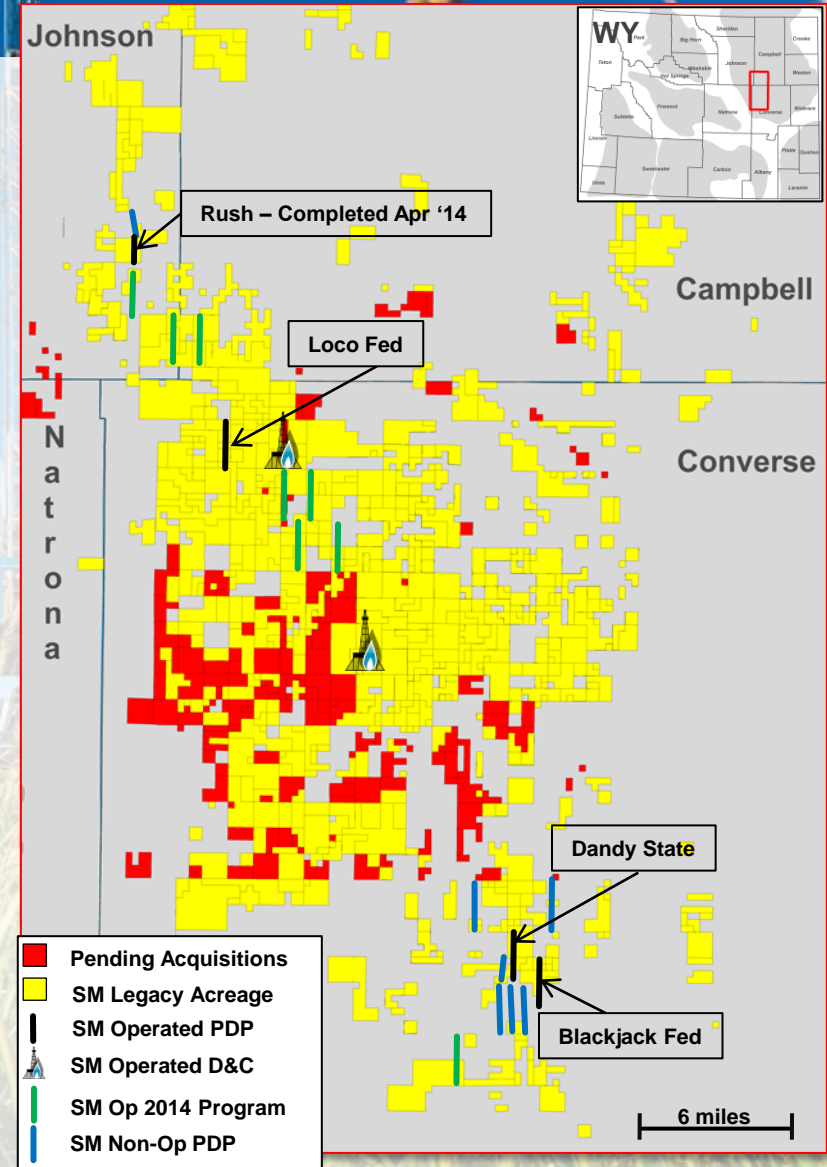 Johnson
WY
Park
Big Horn
Sheridan
Campbell
Crooke
Teton
Washakie
Johnson
Weston
Hot Springs
Fremont
Natrona
Converse
Niobrara
Sublette
Lincoln
Platte
Goshen
Sweetwater
Carbon
Albany
Uinta
Laramie
Rush – Completed Apr ‘14
Campbell
Loco Fed
Natrona
Converse
Dandy State
Blackjack Fed
Pending Acquisitions
SM Legacy Acreage
SM Operated PDP
SM Operated D&C
SM Op 2014 Program
SM Non-Op PDP
6 miles